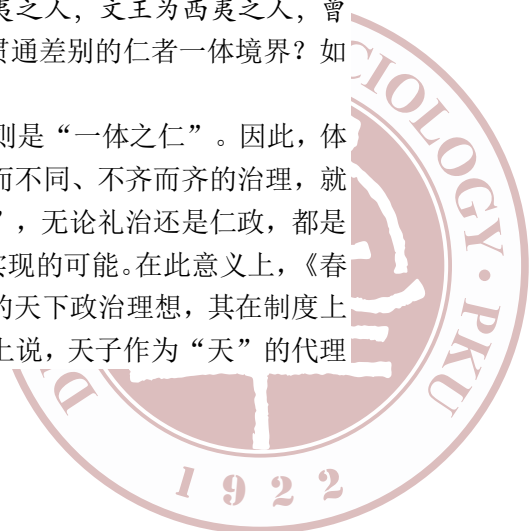 夷之人，文王为西夷之人，曾
贯通差别的仁者一体境界？如
则是“一体之仁”。因此，体
而不同、不齐而齐的治理，就
”，无论礼治还是仁政，都是
实现的可能。在此意义上，《春
的天下政治理想，其在制度上
上说，天子作为“天”的代理
OLOGY · PKU
1922